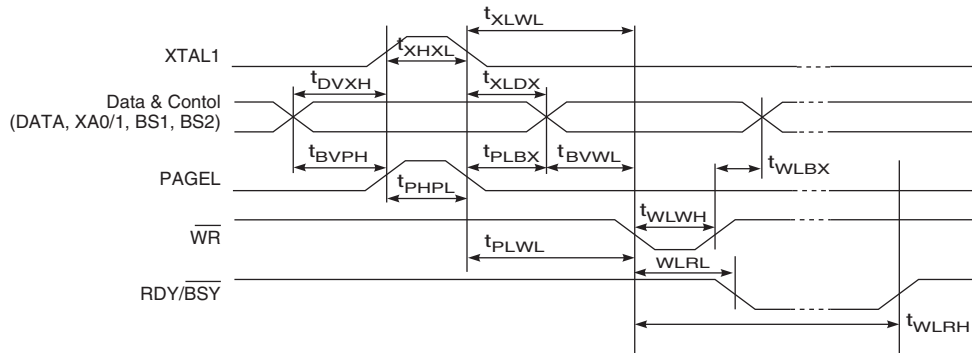 tXLWL
XTAL1
tXHXL
tDVXH
tXLDX
Data & Contol
(DATA, XA0/1, BS1, BS2)
tBVPH
tPLBX
tBVWL
tWLBX
PAGEL
tPHPL
tWLWH
WR
tPLWL
WLRL
RDY/BSY
tWLRH